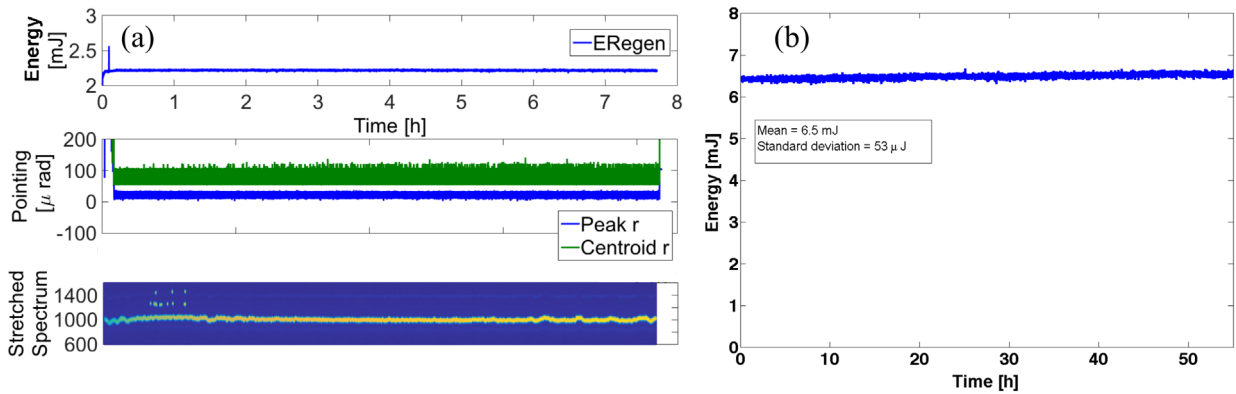 (a)
Energy
[mJ]
3
2.5
2
ERegen
0 1 2 3 4 5 6 7 8
Time [h]
Pointing
[μ rad]
200
100
0
-100
Peak r
Centroid r
Stretched
Spectrum
1400
1000
600
(b)
Energy [mJ]
8
7
6
5
4
3
2
1
0
Mean = 6.5 mJ
Standard deviation = 53 μ J
0 10 20 30 40 50
Time [h]